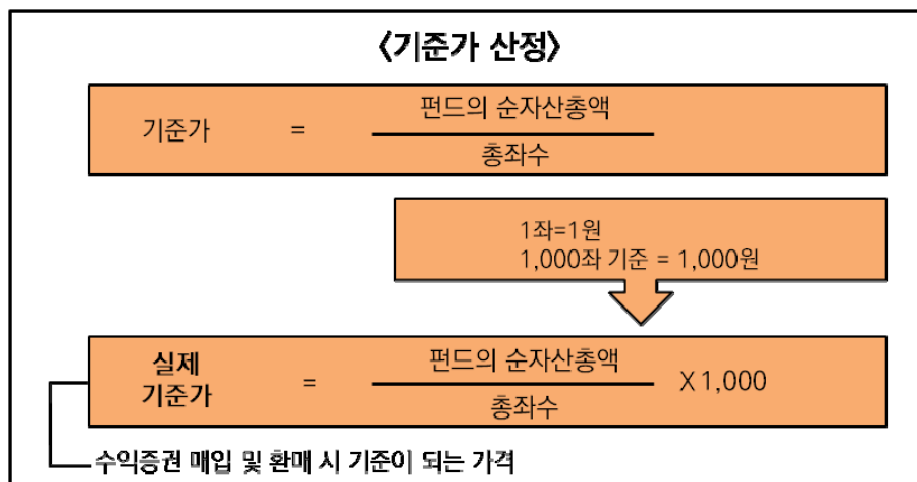 〈기준가 산정〉
기준가 = 펀드의 순자산총액
총좌수
1좌=1원
1,000좌 기준 = 1,000원
실제
기준가 = 펀드의 순자산총액 X 1,000
총좌수
수익증권 매입 및 환매 시 기준이 되는 가격